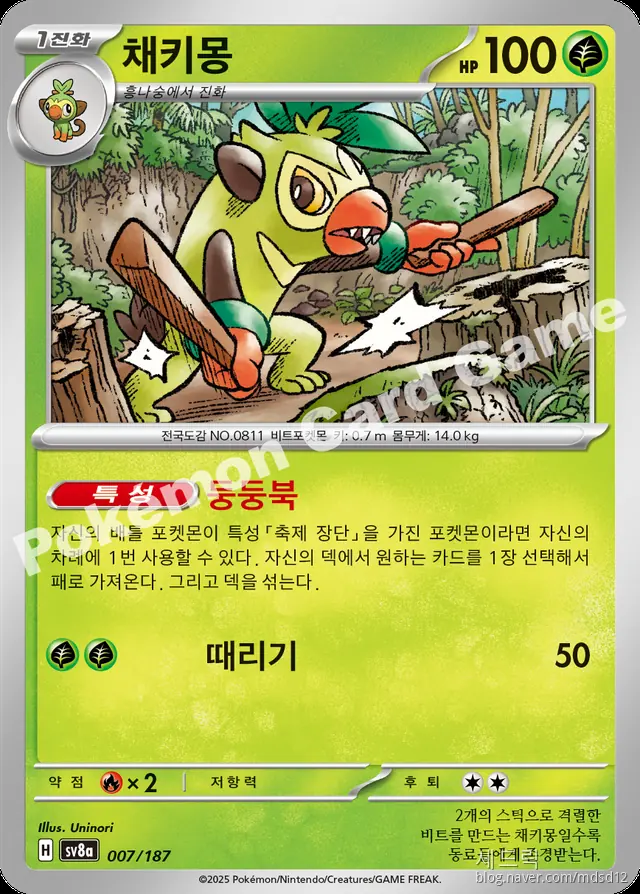 1진화 채키몽 HP 100
흥나숭에서 진화
전국도감 NO.0811 비트포켓몬 키: 0.7 m 몸무게: 14.0 kg
Pokémon Card Game
특성 둥둥북
자신의 배틀 포켓몬이 특성「축제 장단」을 가진 포켓몬이라면 자신의
차례에 1번 사용할 수 있다. 자신의 덱에서 원하는 카드를 1장 선택해서
패로 가져온다. 그리고 덱을 섞는다.
때리기 50
약점 ×2 저항력 후퇴
2개의 스틱으로 격렬한
비트를 만드는 채키몽일수록
동료들에게 존경받는다.
Illus. Uninori
H sv8a 007/187
blog.naver.com/mdsd12
©2025 Pokémon/Nintendo/Creatures/GAME FREAK.